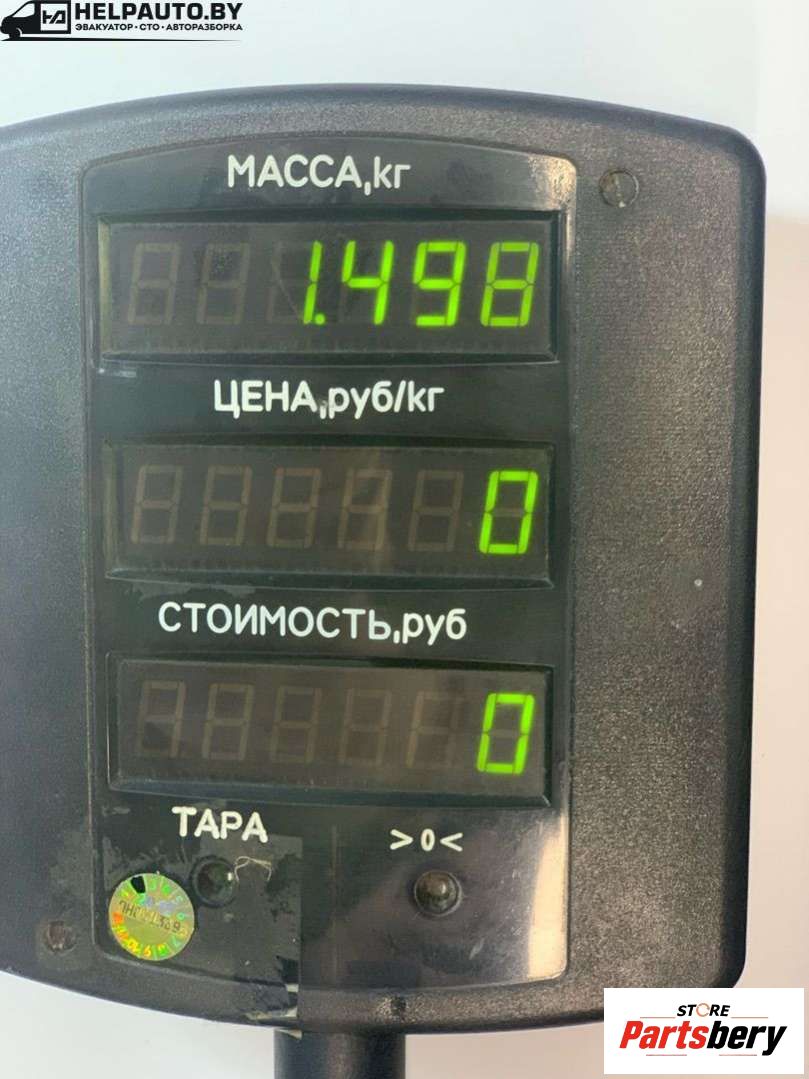 HELPAUTO.BY
ЭВАКУАТОР • СТО • АВТОРАЗБОРКА
МАССА,кг
1.498
ЦЕНА,руб/кг
0
СТОИМОСТЬ,руб
0
ТАРА
>0<
STORE
Partsbery